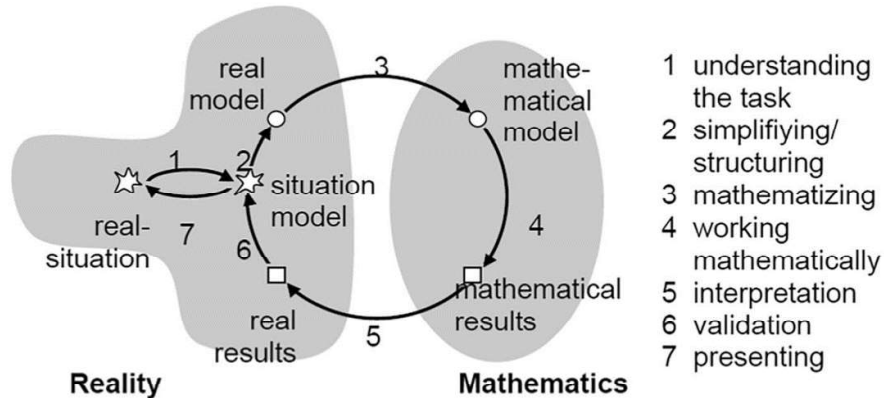 real
model
3
mathe-
matical
model
1
2
situation
model
real-
situation
7
6
4
real
results
5
mathematical
results
Reality
Mathematics
1 understanding
the task
2 simplifiying/
structuring
3 mathematizing
4 working
mathematically
5 interpretation
6 validation
7 presenting